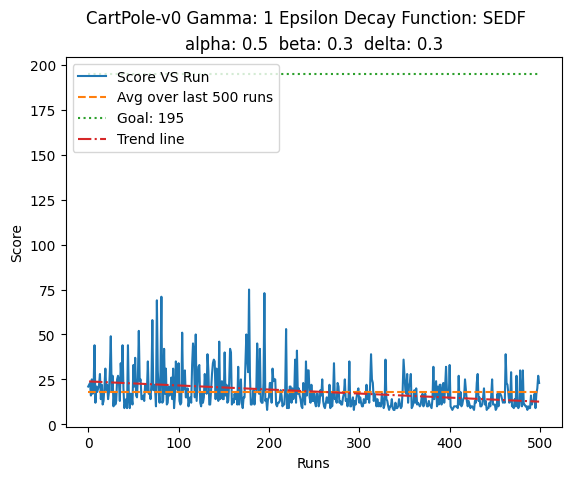 CartPole-v0 Gamma: 1 Epsilon Decay Function: SEDF
alpha: 0.5 beta: 0.3 delta: 0.3
Score VS Run
Avg over last 500 runs
Goal: 195
Trend line
200
175
150
125
100
75
50
25
0
Score
0 100 200 300 400 500
Runs